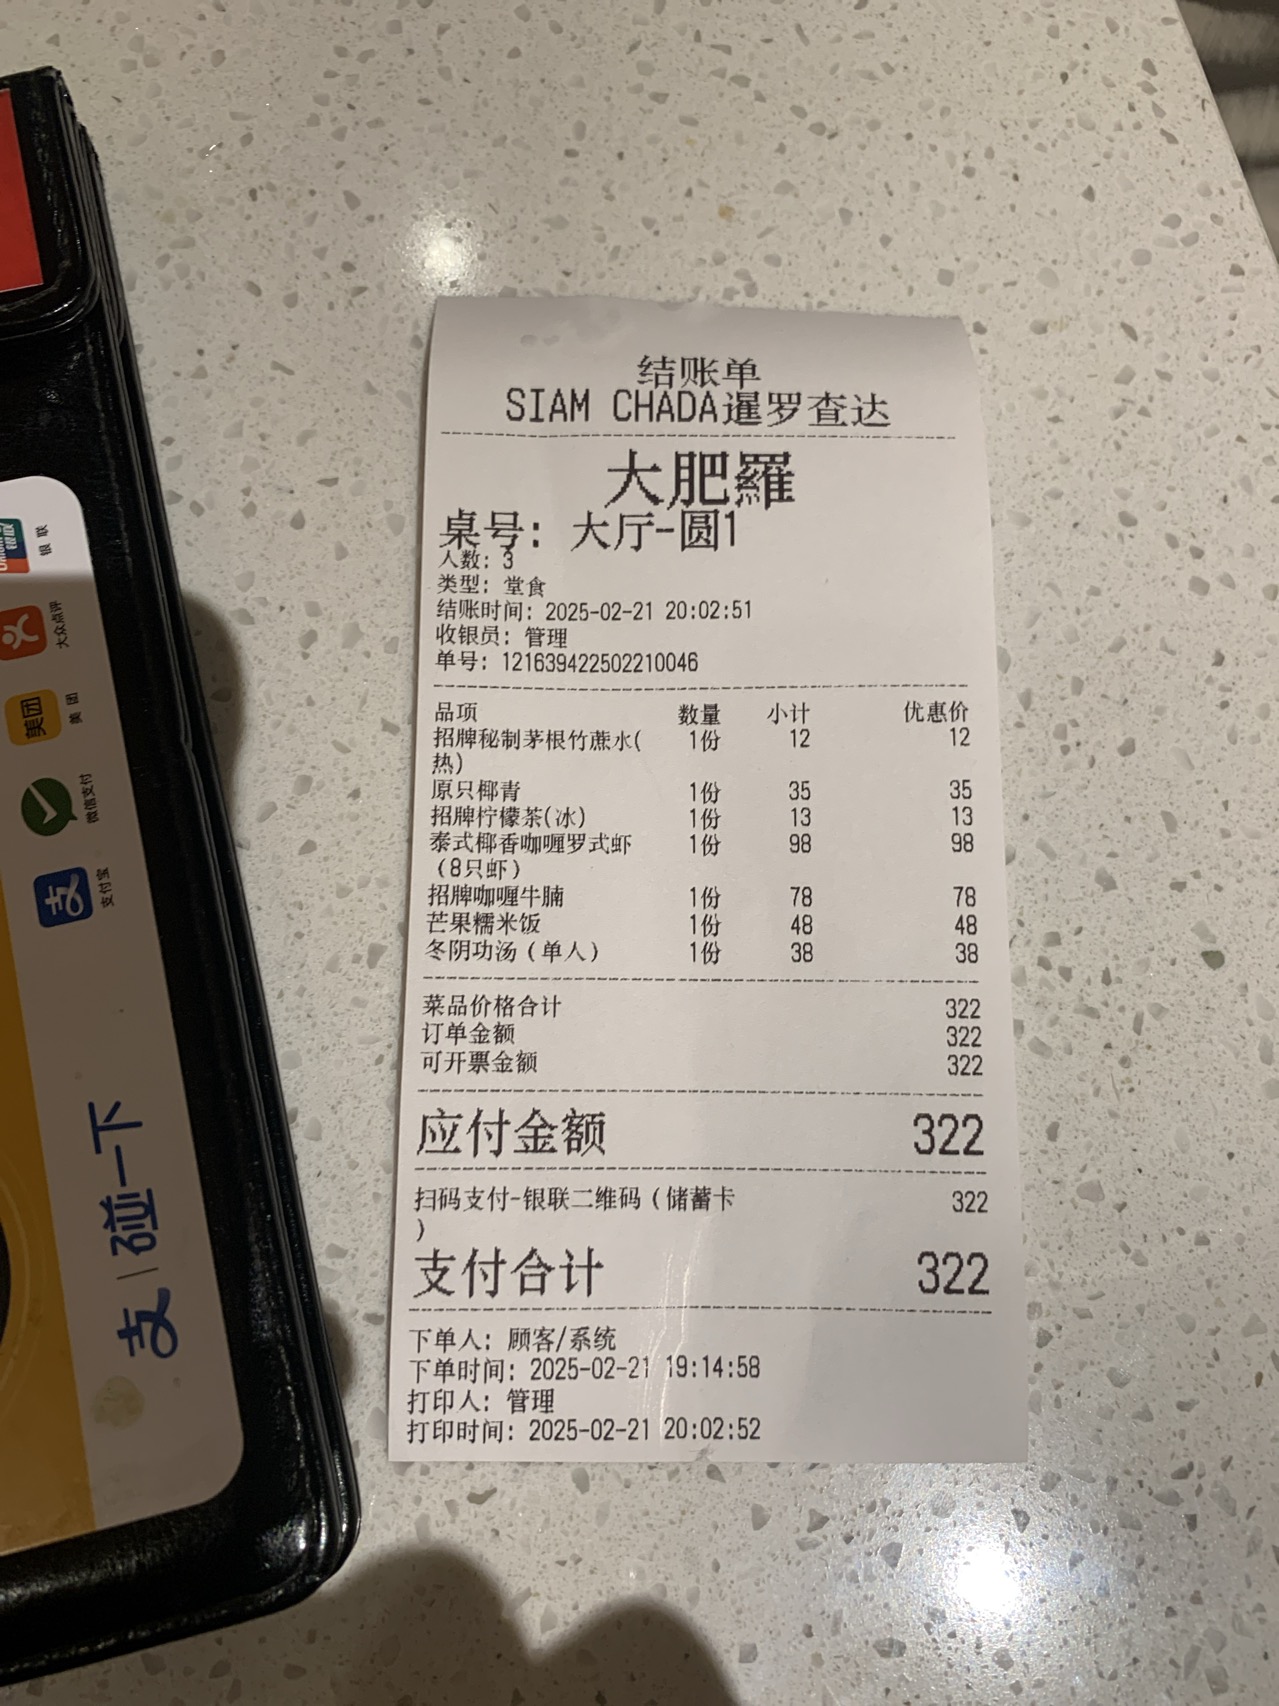 结账单
SIAM CHADA暹罗查达
大肥羅
桌号: 大厅-圆1
人数: 3
类型: 堂食
结账时间: 2025-02-21 20:02:51
收银员: 管理
单号: 121639422502210046
品项 数量 小计 优惠价
招牌秘制茅根竹蔗水( 1份 12 12
热)
原只椰青 1份 35 35
招牌柠檬茶(冰) 1份 13 13
泰式椰香咖喱罗式虾 1份 98 98
(8只虾)
招牌咖喱牛腩 1份 78 78
芒果糯米饭 1份 48 48
冬阴功汤(单人) 1份 38 38
菜品价格合计 322
订单金额 322
可开票金额 322
应付金额 322
扫码支付-银联二维码(储蓄卡 322
)
支付合计 322
下单人: 顾客/系统
下单时间: 2025-02-21 19:14:58
打印人: 管理
打印时间: 2025-02-21 20:02:52
银联
大众点评
美团
美团
微信支付
支
支付宝
支 | 碰一下